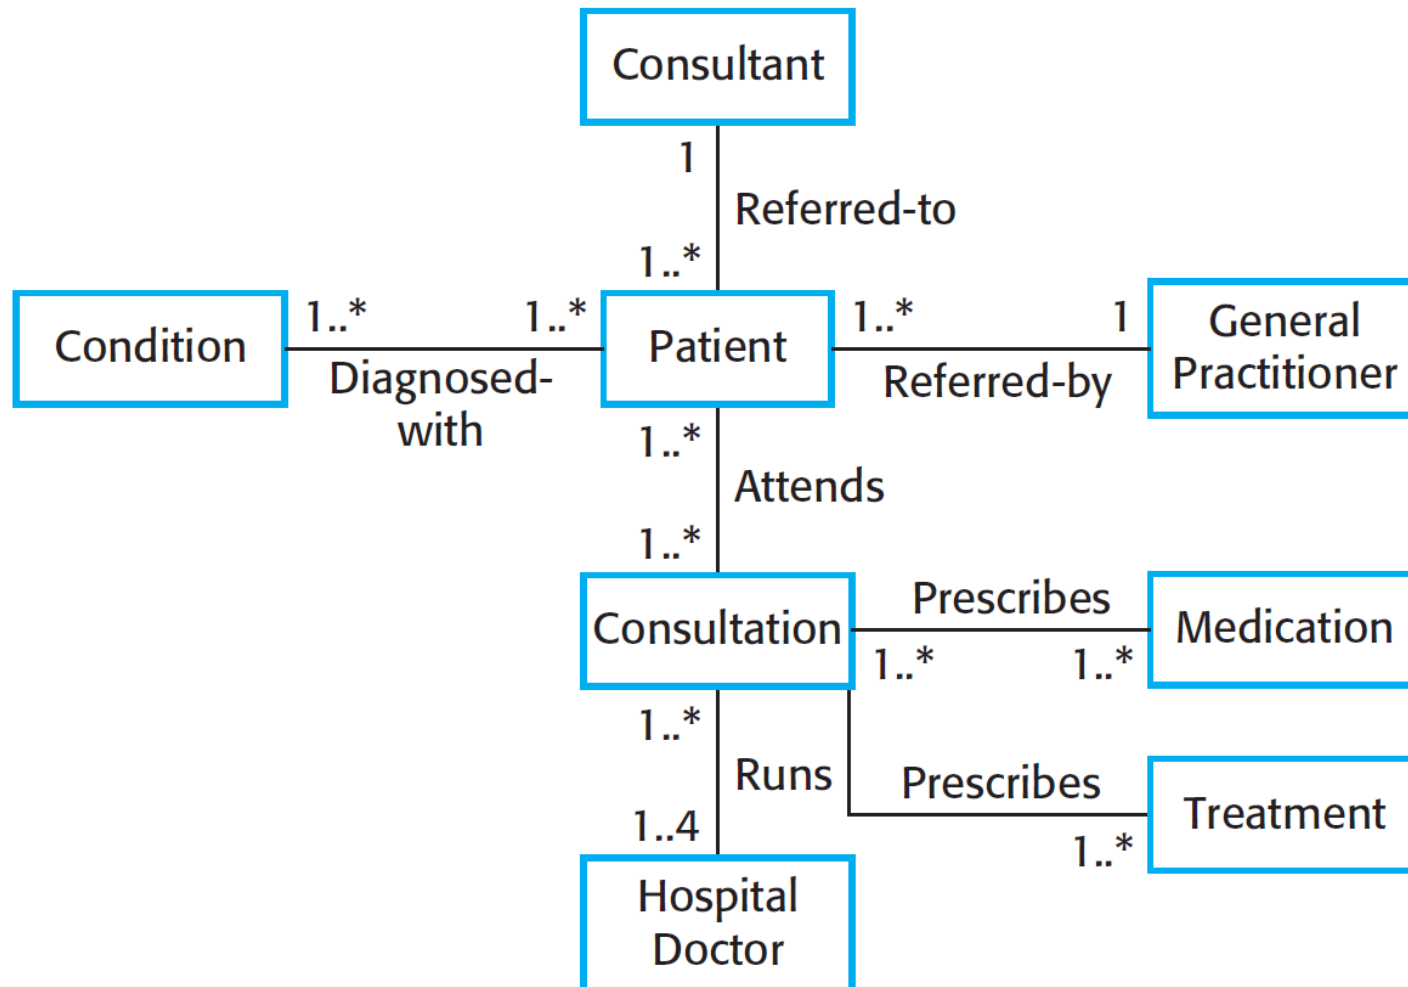 Consultant
1
Referred-to
1..*
Condition
1..*
Diagnosed-
with
1..*
Patient
1..*
Referred-by
1
General
Practitioner
1..*
Attends
1..*
Consultation
Prescribes
1..*
1..*
Medication
1..*
Runs
1..4
Prescribes
1..*
Treatment
Hospital
Doctor